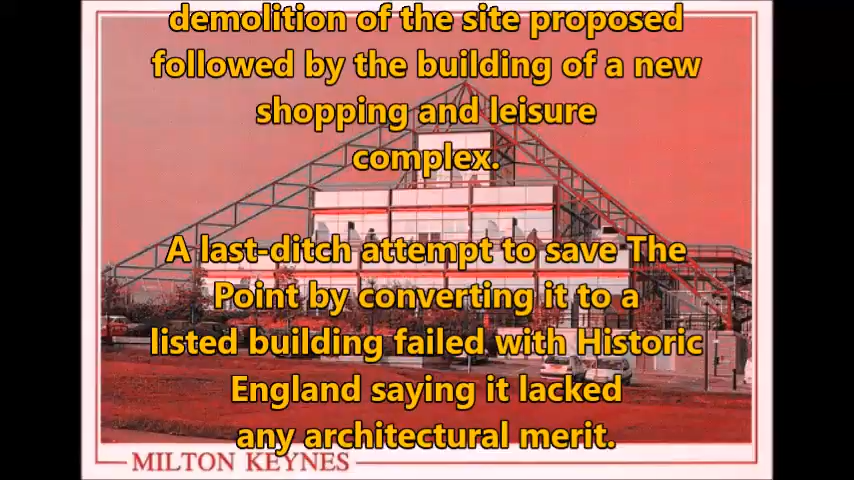 demolition of the site proposed
followed by the building of a new
shopping and leisure
complex.
A last-ditch attempt to save The
Point by converting it to a
listed building failed with Historic
England saying it lacked
any architectural merit.
MILTON KEYNES